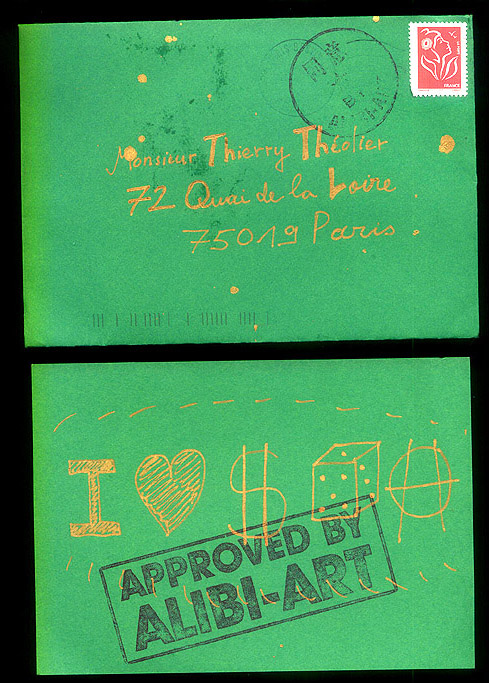 FRANCE
Monsieur Thierry Théolier
72 Quai de la Loire
75019 Paris
I $
APPROVED BY
ALIBI-ART